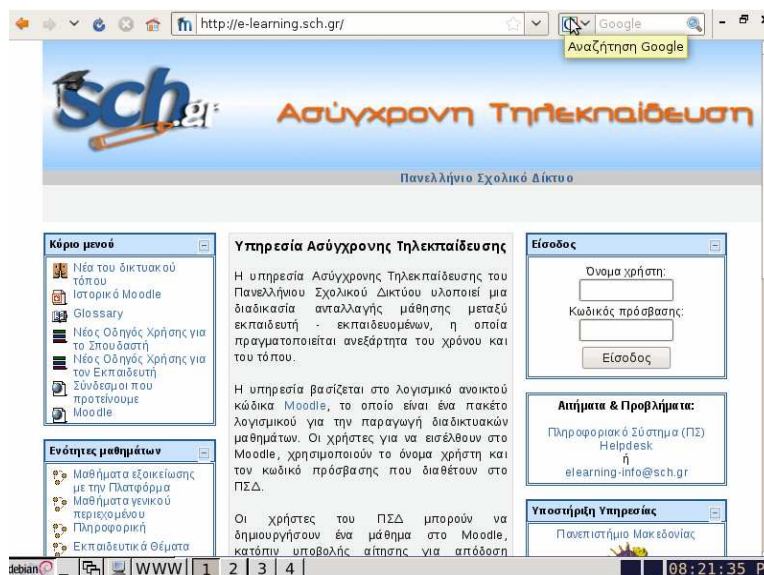 http://e-learning.sch.gr/
Google
Αναζήτηση Google
sch.gr
Ασύγχρονη Τηλεκπαίδευση
Πανελλήνιο Σχολικό Δίκτυο
Κύριο μενού
Νέα του δικτυακού
τόπου
Ιστορικό Moodle
Glossary
Νέος Οδηγός Χρήσης για
το Σπουδαστή
Νέος Οδηγός Χρήσης για
τον Εκπαιδευτή
Σύνδεσμοι που
προτείνουμε
Moodle
Ενότητες μαθημάτων
Μαθήματα εξοικείωσης
με την Πλατφόρμα
Μαθήματα γενικού
περιεχομένου
Πληροφορική
Εκπαιδευτικά Θέματα
Υπηρεσία Ασύγχρονης Τηλεκπαίδευσης
Η υπηρεσία Ασύγχρονης Τηλεκπαίδευσης του
Πανελλήνιου Σχολικού Δικτύου υλοποιεί μια
διαδικασία ανταλλαγής μάθησης μεταξύ
εκπαιδευτή - εκπαιδευομένων, η οποία
πραγματοποιείται ανεξάρτητα του χρόνου και
του τόπου.
Η υπηρεσία βασίζεται στο λογισμικό ανοικτού
κώδικα Moodle, το οποίο είναι ένα πακέτο
λογισμικού για την παραγωγή διαδικτυακών
μαθημάτων. Οι χρήστες για να εισέλθουν στο
Moodle, χρησιμοποιούν το όνομα χρήστη και
τον κωδικό πρόσβασης που διαθέτουν στο
ΠΣΔ.
Οι χρήστες του ΠΣΔ μπορούν να
δημιουργήσουν ένα μάθημα στο Moodle,
κατόπιν υποβολής αίτησης για απόδοση
Είσοδος
Όνομα χρήστη:
Κωδικός πρόσβασης:
Είσοδος
Αιτήματα & Προβλήματα:
Πληροφοριακό Σύστημα (ΠΣ)
Helpdesk
ή
elearning-info@sch.gr
Υποστήριξη Υπηρεσίας
Πανεπιστήμιο Μακεδονίας
debian WWW 1 2 3 4 08:21:35 P